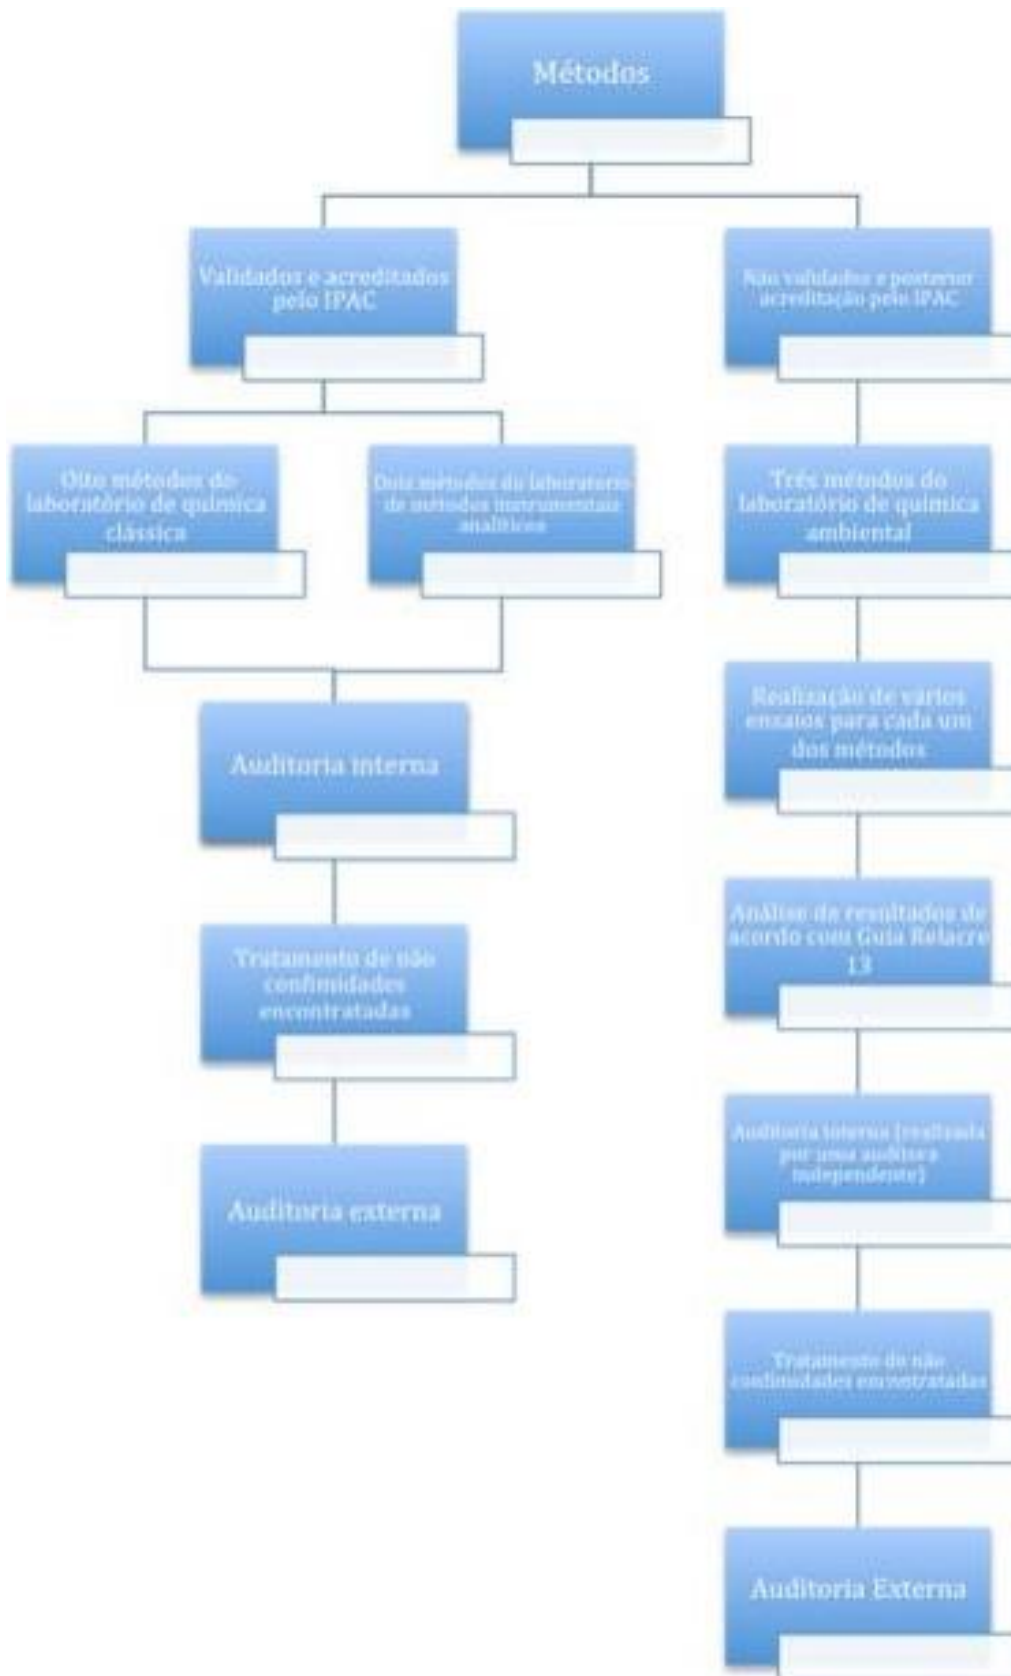 Métodos
Validados e acreditados
pelo IPAC
Não validados e posterior
acreditação pelo IPAC
Oito métodos do
laboratório de química
clássica
Dois métodos do laboratório
de métodos instrumentais
analíticos
Três métodos do
laboratório de química
ambiental
Realização de vários
ensaios para cada um
dos métodos
Auditoria interna
Análise de resultados de
acordo com Guia Relacre
13
Tratamento de não
confimidades
encontratadas
Auditoria interna (realizada
por uma auditora
independente)
Auditoria externa
Tratamento de não
confimidades encontratadas
Auditoria Externa